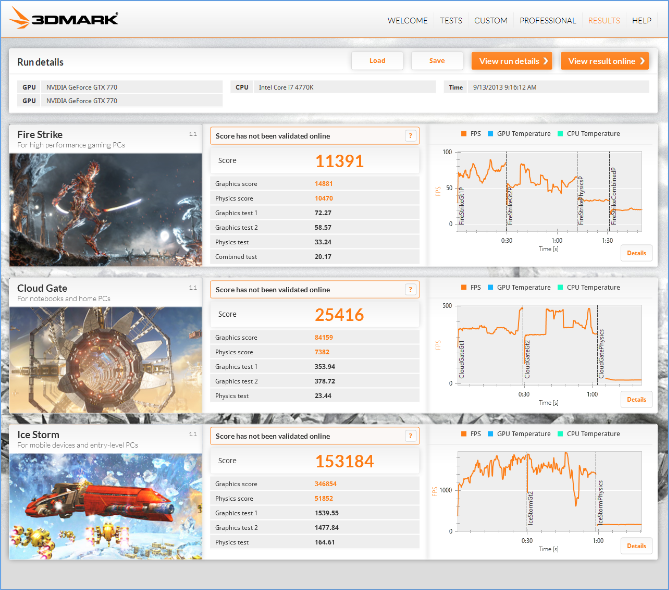 3DMARK
WELCOME TESTS CUSTOM PROFESSIONAL RESULTS HELP
Run details
Load Save View run details View result online
GPU NVIDIA GeForce GTX 770 CPU Intel Core i7 4770K Time 9/13/2013 9:16:12 AM
GPU NVIDIA GeForce GTX 770
Fire Strike 1.1
For high performance gaming PCs
Score has not been validated online ?
Score 11391
Graphics score 14881
Physics score 10470
Graphics test 1 72.27
Graphics test 2 58.57
Physics test 33.24
Combined test 20.17
FPS GPU Temperature CPU Temperature
100
50
0
FPS
FireStrikeGt1P
FireStrikeGt2P
FireStrikePhysicsP
FireStrikeCombinedP
0:30 1:00 1:30
Time [s]
Details
Cloud Gate 1.1
For notebooks and home PCs
Score has not been validated online ?
Score 25416
Graphics score 84159
Physics score 7382
Graphics test 1 353.94
Graphics test 2 378.72
Physics test 23.44
FPS GPU Temperature CPU Temperature
500
0
FPS
CloudGateGt1
CloudGateGt2
CloudGatePhysics
0:30 1:00
Time [s]
Details
Ice Storm 1.1
For mobile devices and entry-level PCs
Score has not been validated online ?
Score 153184
Graphics score 346854
Physics score 51852
Graphics test 1 1539.55
Graphics test 2 1477.84
Physics test 164.61
FPS GPU Temperature CPU Temperature
1000
FPS
IceStormGt2
IceStormPhysics
0:30 1:00
Time [s]
Details